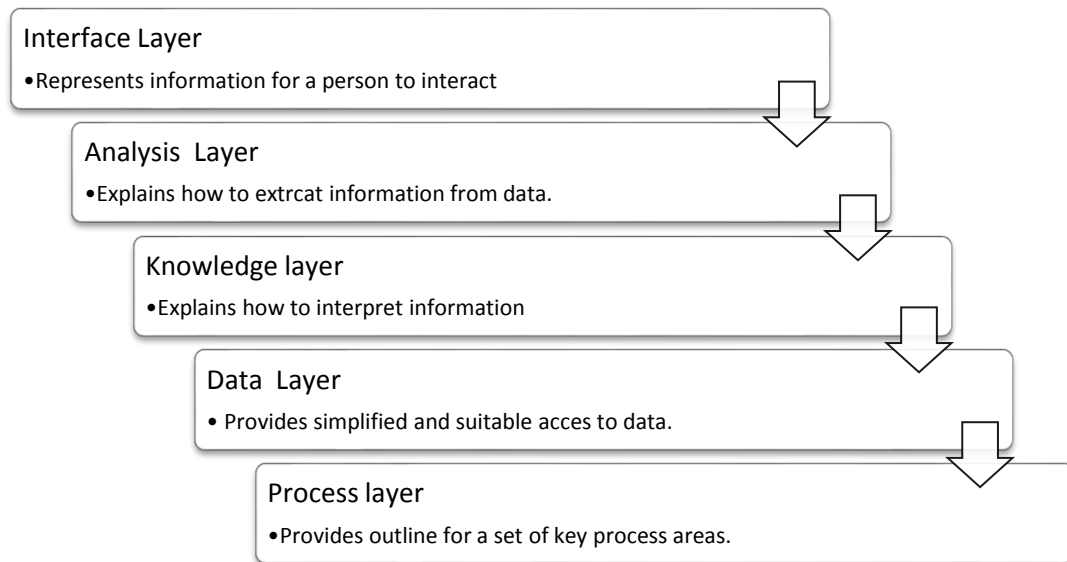 Interface Layer
•Represents information for a person to interact
Analysis Layer
•Explains how to extrcat information from data.
Knowledge layer
•Explains how to interpret information
Data Layer
• Provides simplified and suitable acces to data.
Process layer
•Provides outline for a set of key process areas.